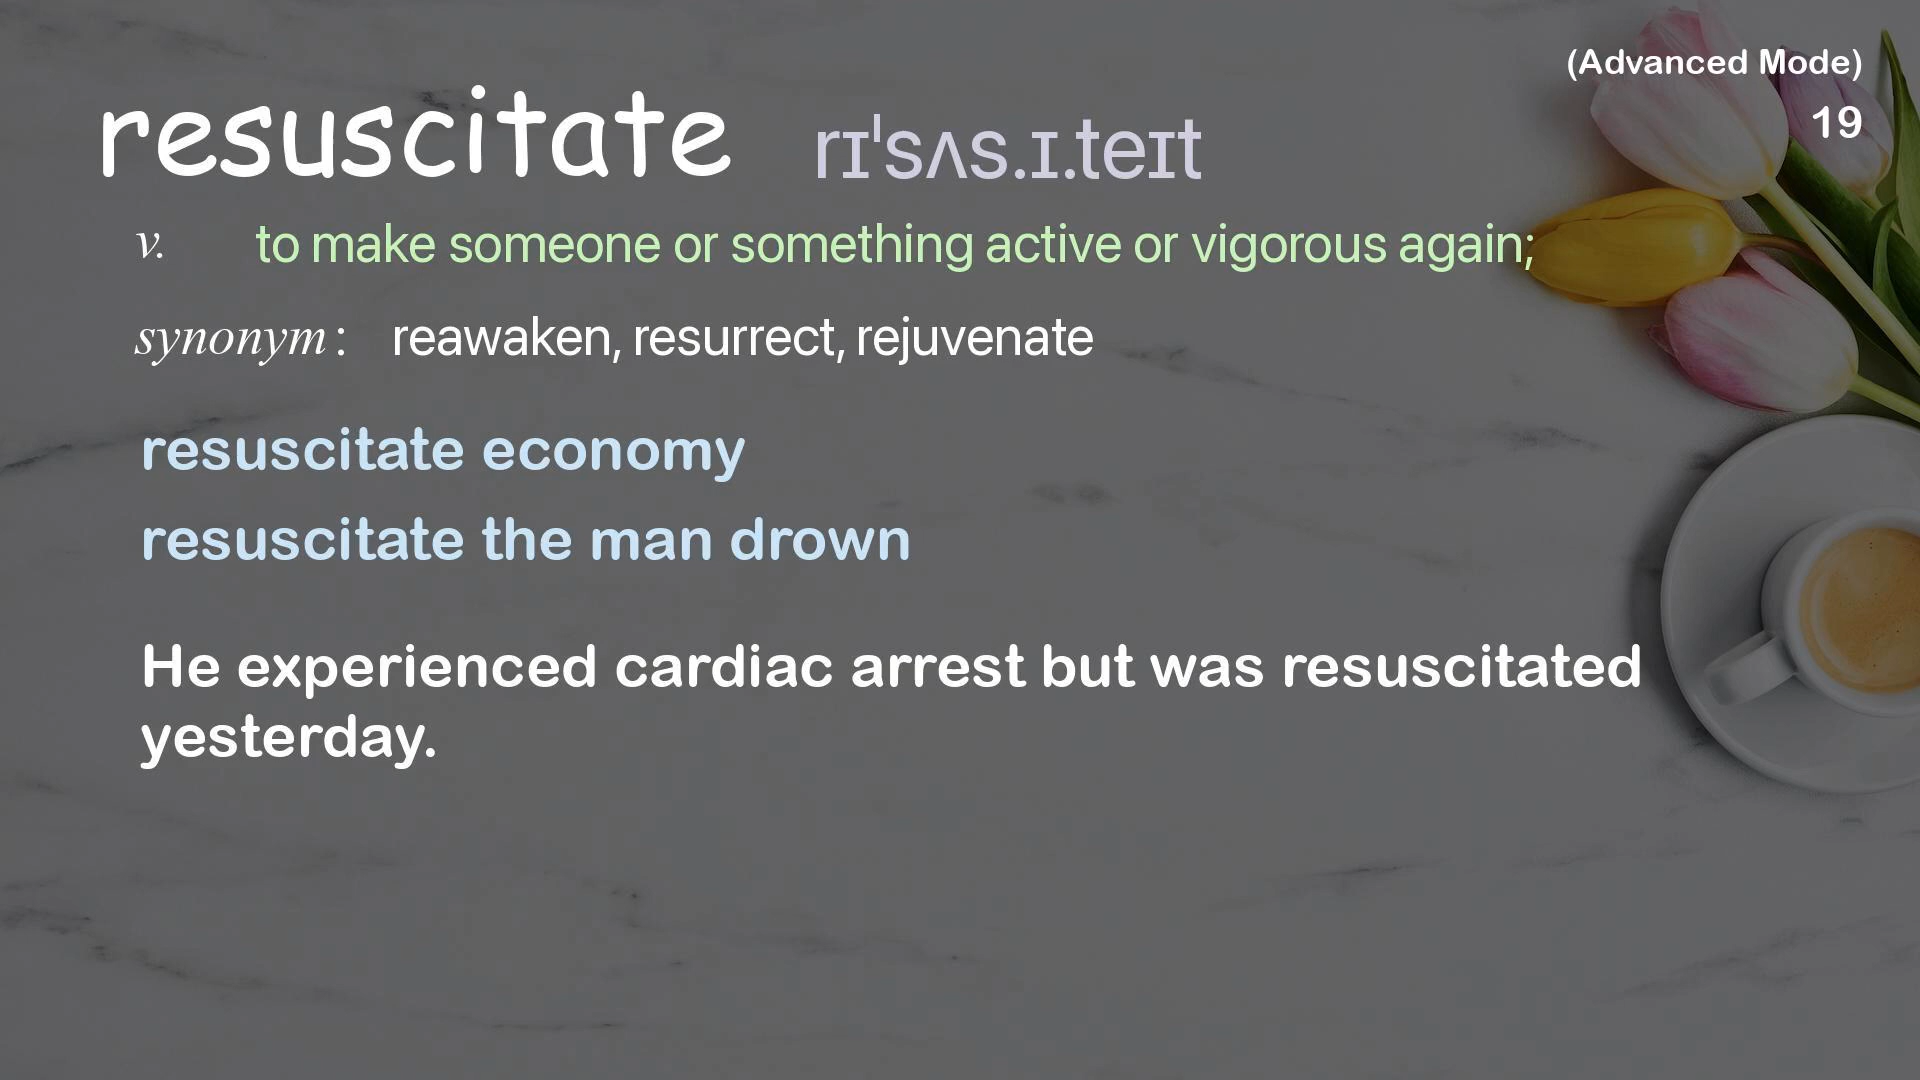 (Advanced Mode)
resuscitate rɪˈsʌs.ɪ.teɪt
19
v. to make someone or something active or vigorous again;
synonym : reawaken, resurrect, rejuvenate
resuscitate economy
resuscitate the man drown
He experienced cardiac arrest but was resuscitated
yesterday.